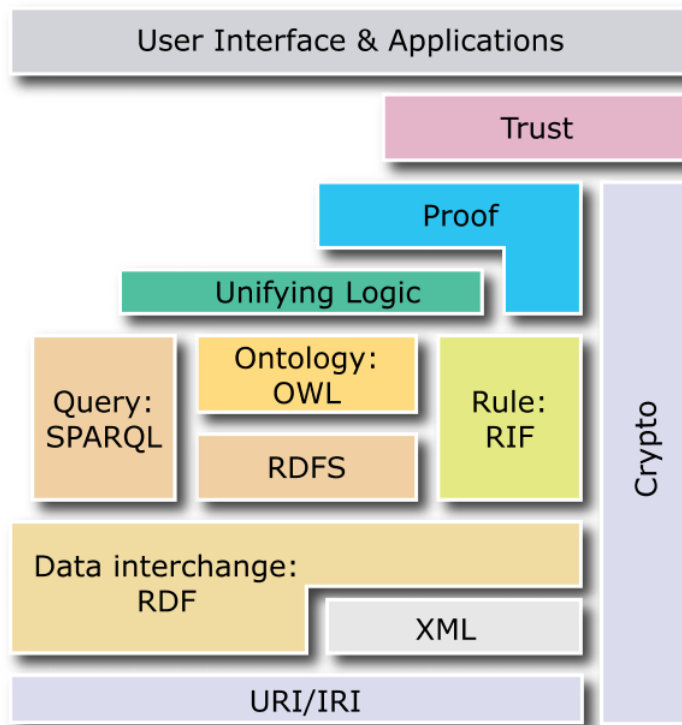 User Interface & Applications
Trust
Proof
Unifying Logic
Query:
SPARQL
Ontology:
OWL
RDFS
Rule:
RIF
Crypto
Data interchange:
RDF
XML
URI/IRI